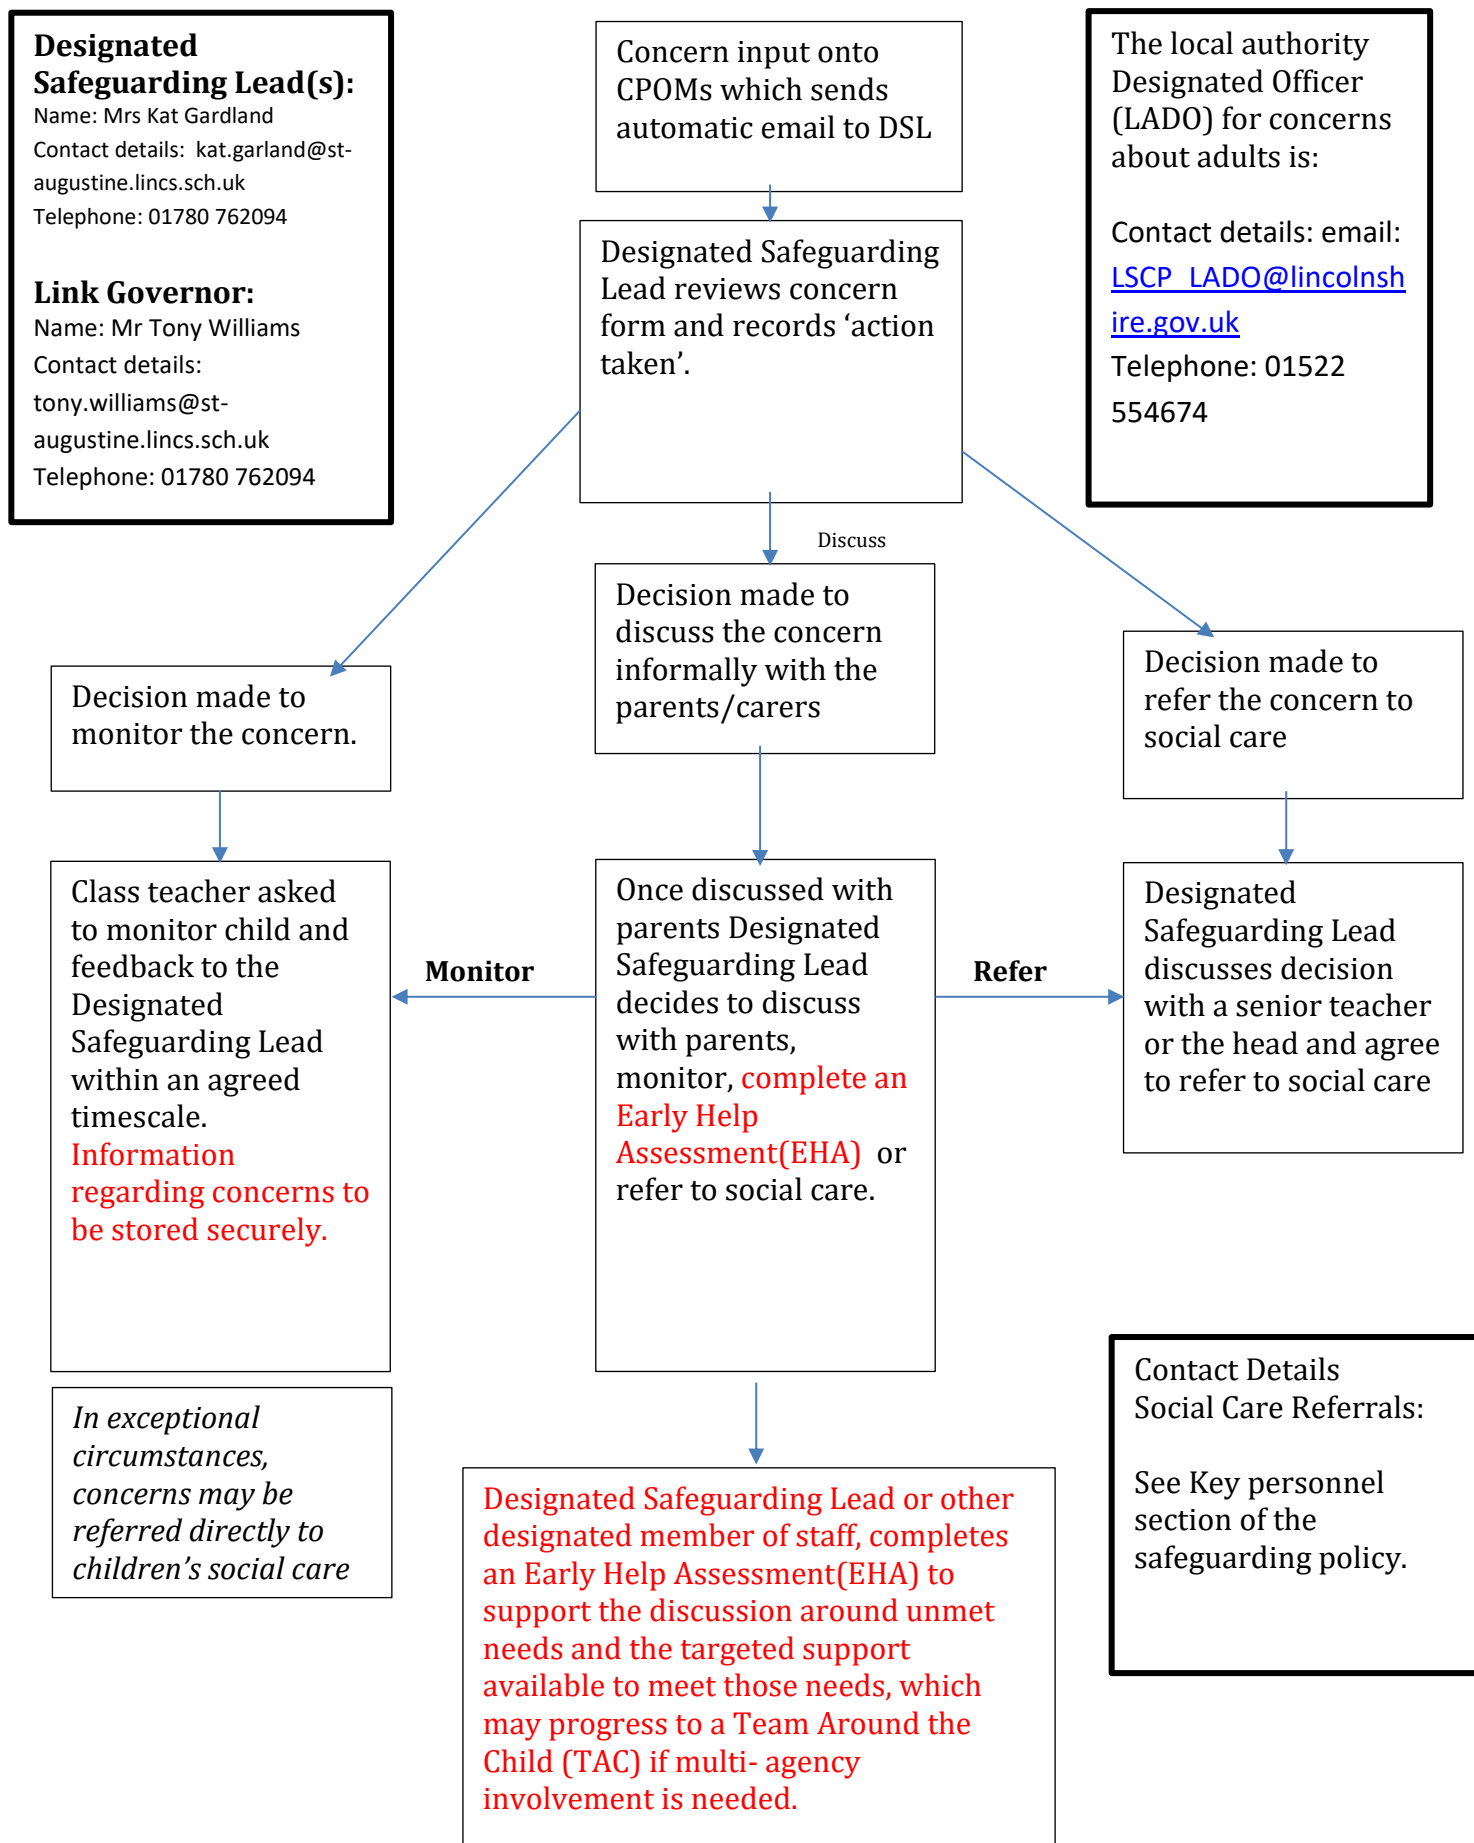 Designated
Safeguarding Lead(s):
Name: Mrs Kat Gardland
Contact details:  kat.garland@st-
augustine.lincs.sch.uk
Telephone: 01780 762094
Link Governor:
Name: Mr Tony Williams
Contact details:
tony.williams@st-
augustine.lincs.sch.uk
Telephone: 01780 762094
Concern input onto
CPOMs which sends
automatic email to DSL
The local authority
Designated Officer
(LADO) for concerns
about adults is:
Contact details: email:
LSCP_LADO@lincolnsh
ire.gov.uk
Telephone: 01522
554674
Designated Safeguarding
Lead reviews concern
form and records ‘action
taken’.
Discuss
Decision made to
monitor the concern.
Decision made to
discuss the concern
informally with the
parents/carers
Decision made to
refer the concern to
social care
Class teacher asked
to monitor child and
feedback to the
Designated
Safeguarding Lead
within an agreed
timescale.
Information
regarding concerns to
be stored securely.
Monitor
Once discussed with
parents Designated
Safeguarding Lead
decides to discuss
with parents,
monitor, complete an
Early Help
Assessment(EHA)  or
refer to social care.
Refer
Designated
Safeguarding Lead
discusses decision
with a senior teacher
or the head and agree
to refer to social care
In exceptional
circumstances,
concerns may be
referred directly to
children’s social care
Designated Safeguarding Lead or other
designated member of staff, completes
an Early Help Assessment(EHA) to
support the discussion around unmet
needs and the targeted support
available to meet those needs, which
may progress to a Team Around the
Child (TAC) if multi- agency
involvement is needed.
Contact Details
Social Care Referrals:
See Key personnel
section of the
safeguarding policy.